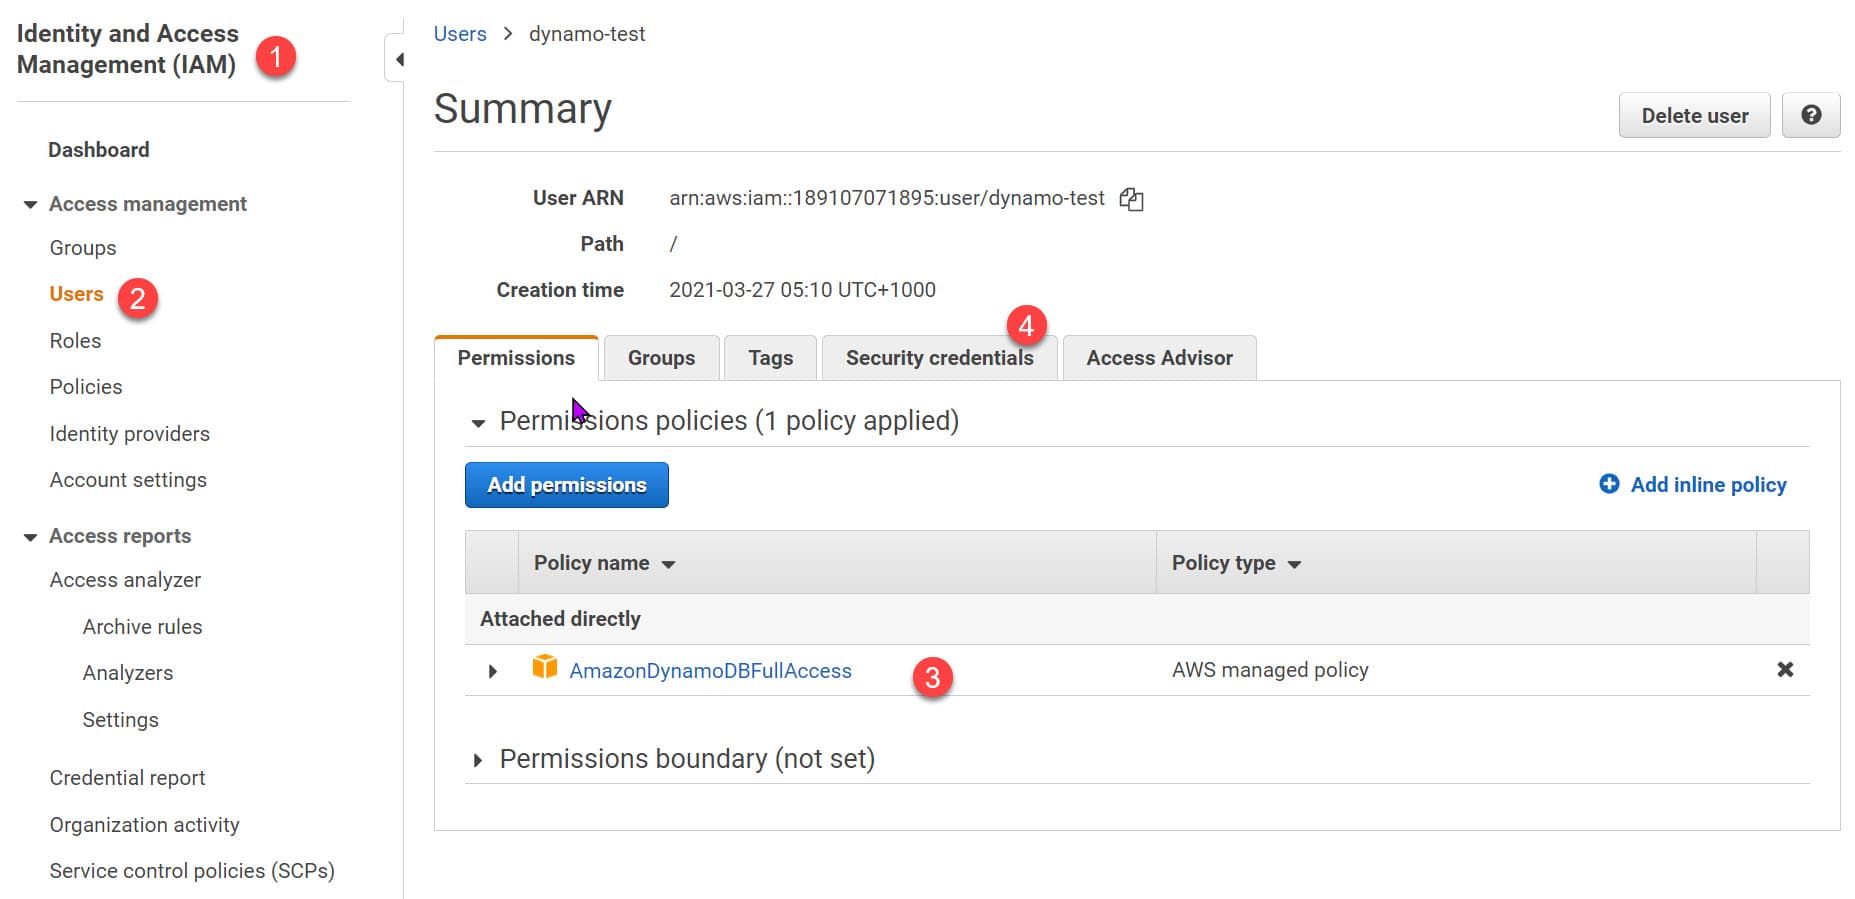 Identity and Access
Management (IAM)
1
Dashboard
Access management
Groups
Users
2
Roles
Policies
Identity providers
Account settings
Access reports
Access analyzer
Archive rules
Analyzers
Settings
Credential report
Organization activity
Service control policies (SCPs)
Users > dynamo-test
Summary
Delete user
?
User ARN arn:aws:iam::189107071895:user/dynamo-test
Path /
Creation time 2021-03-27 05:10 UTC+1000
4
Permissions Groups Tags Security credentials Access Advisor
Permissions policies (1 policy applied)
Add permissions
Add inline policy
Policy name Policy type
Attached directly
AmazonDynamoDBFullAccess 3 AWS managed policy
Permissions boundary (not set)